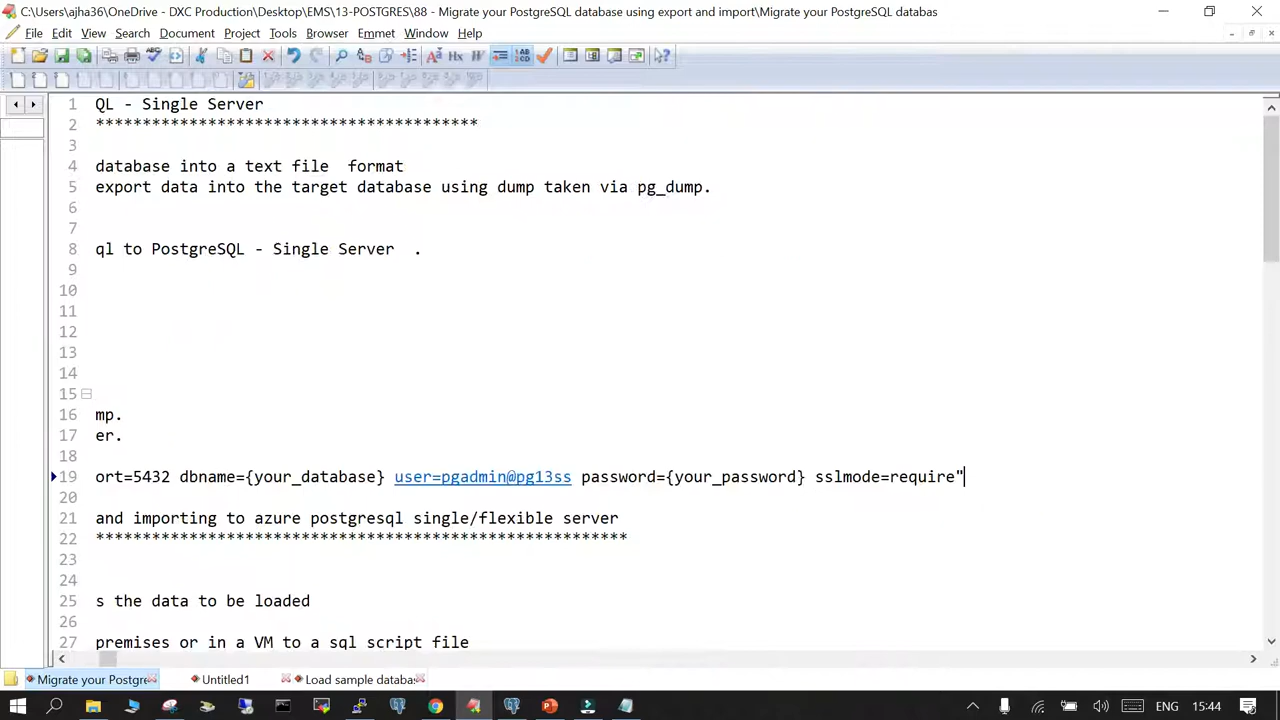 C:\Users\ajha36\OneDrive - DXC Production\Desktop\EMS\13-POSTGRES\88 - Migrate your PostgreSQL database using export and import\Migrate your PostgreSQL databas
File Edit View Search Document Project Tools Browser Emmet Window Help
1 QL - Single Server
2 *****************************************
3
4 database into a text file  format
5 export data into the target database using dump taken via pg_dump.
6
7
8 ql to PostgreSQL - Single Server  .
9
10
11
12
13
14
15
16 mp.
17 er.
18
19 ort=5432 dbname={your_database} user=pgadmin@pg13ss password={your_password} sslmode=require"
20
21 and importing to azure postgresql single/flexible server
22 *********************************************************
23
24
25 s the data to be loaded
26
27 premises or in a VM to a sql script file
Migrate your Postgre Untitled1 Load sample databa
15:44